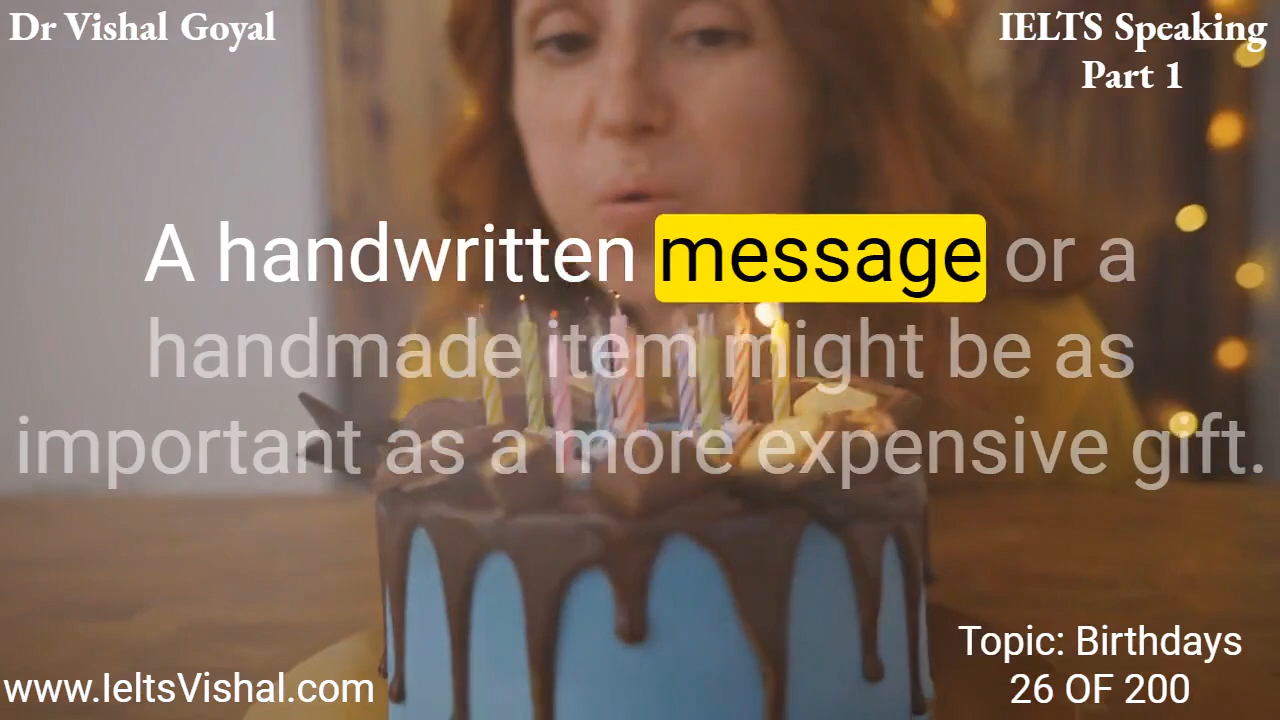 Dr Vishal Goyal
IELTS Speaking
Part 1
A handwritten message or a
handmade item might be as
important as a more expensive gift.
Topic: Birthdays
26 OF 200
www.IeltsVishal.com